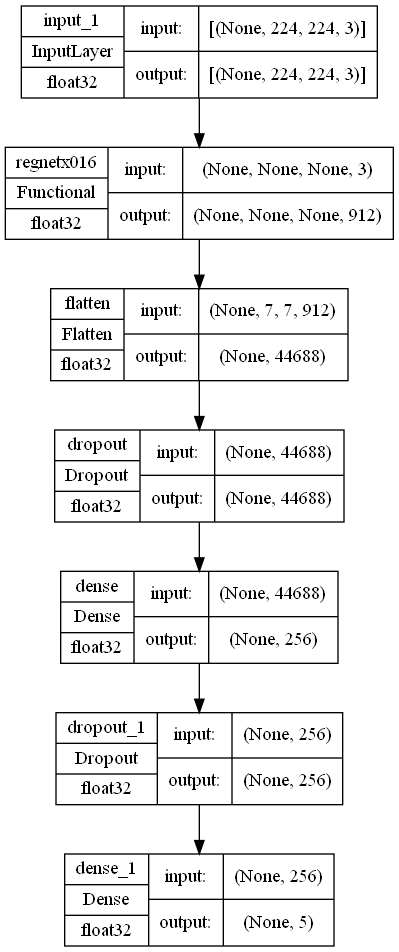 input_1
InputLayer
float32
input:
[(None, 224, 224, 3)]
output:
[(None, 224, 224, 3)]
regnetx016
Functional
float32
input:
(None, None, None, 3)
output:
(None, None, None, 912)
flatten
Flatten
float32
input:
(None, 7, 7, 912)
output:
(None, 44688)
dropout
Dropout
float32
input:
(None, 44688)
output:
(None, 44688)
dense
Dense
float32
input:
(None, 44688)
output:
(None, 256)
dropout_1
Dropout
float32
input:
(None, 256)
output:
(None, 256)
dense_1
Dense
float32
input:
(None, 256)
output:
(None, 5)